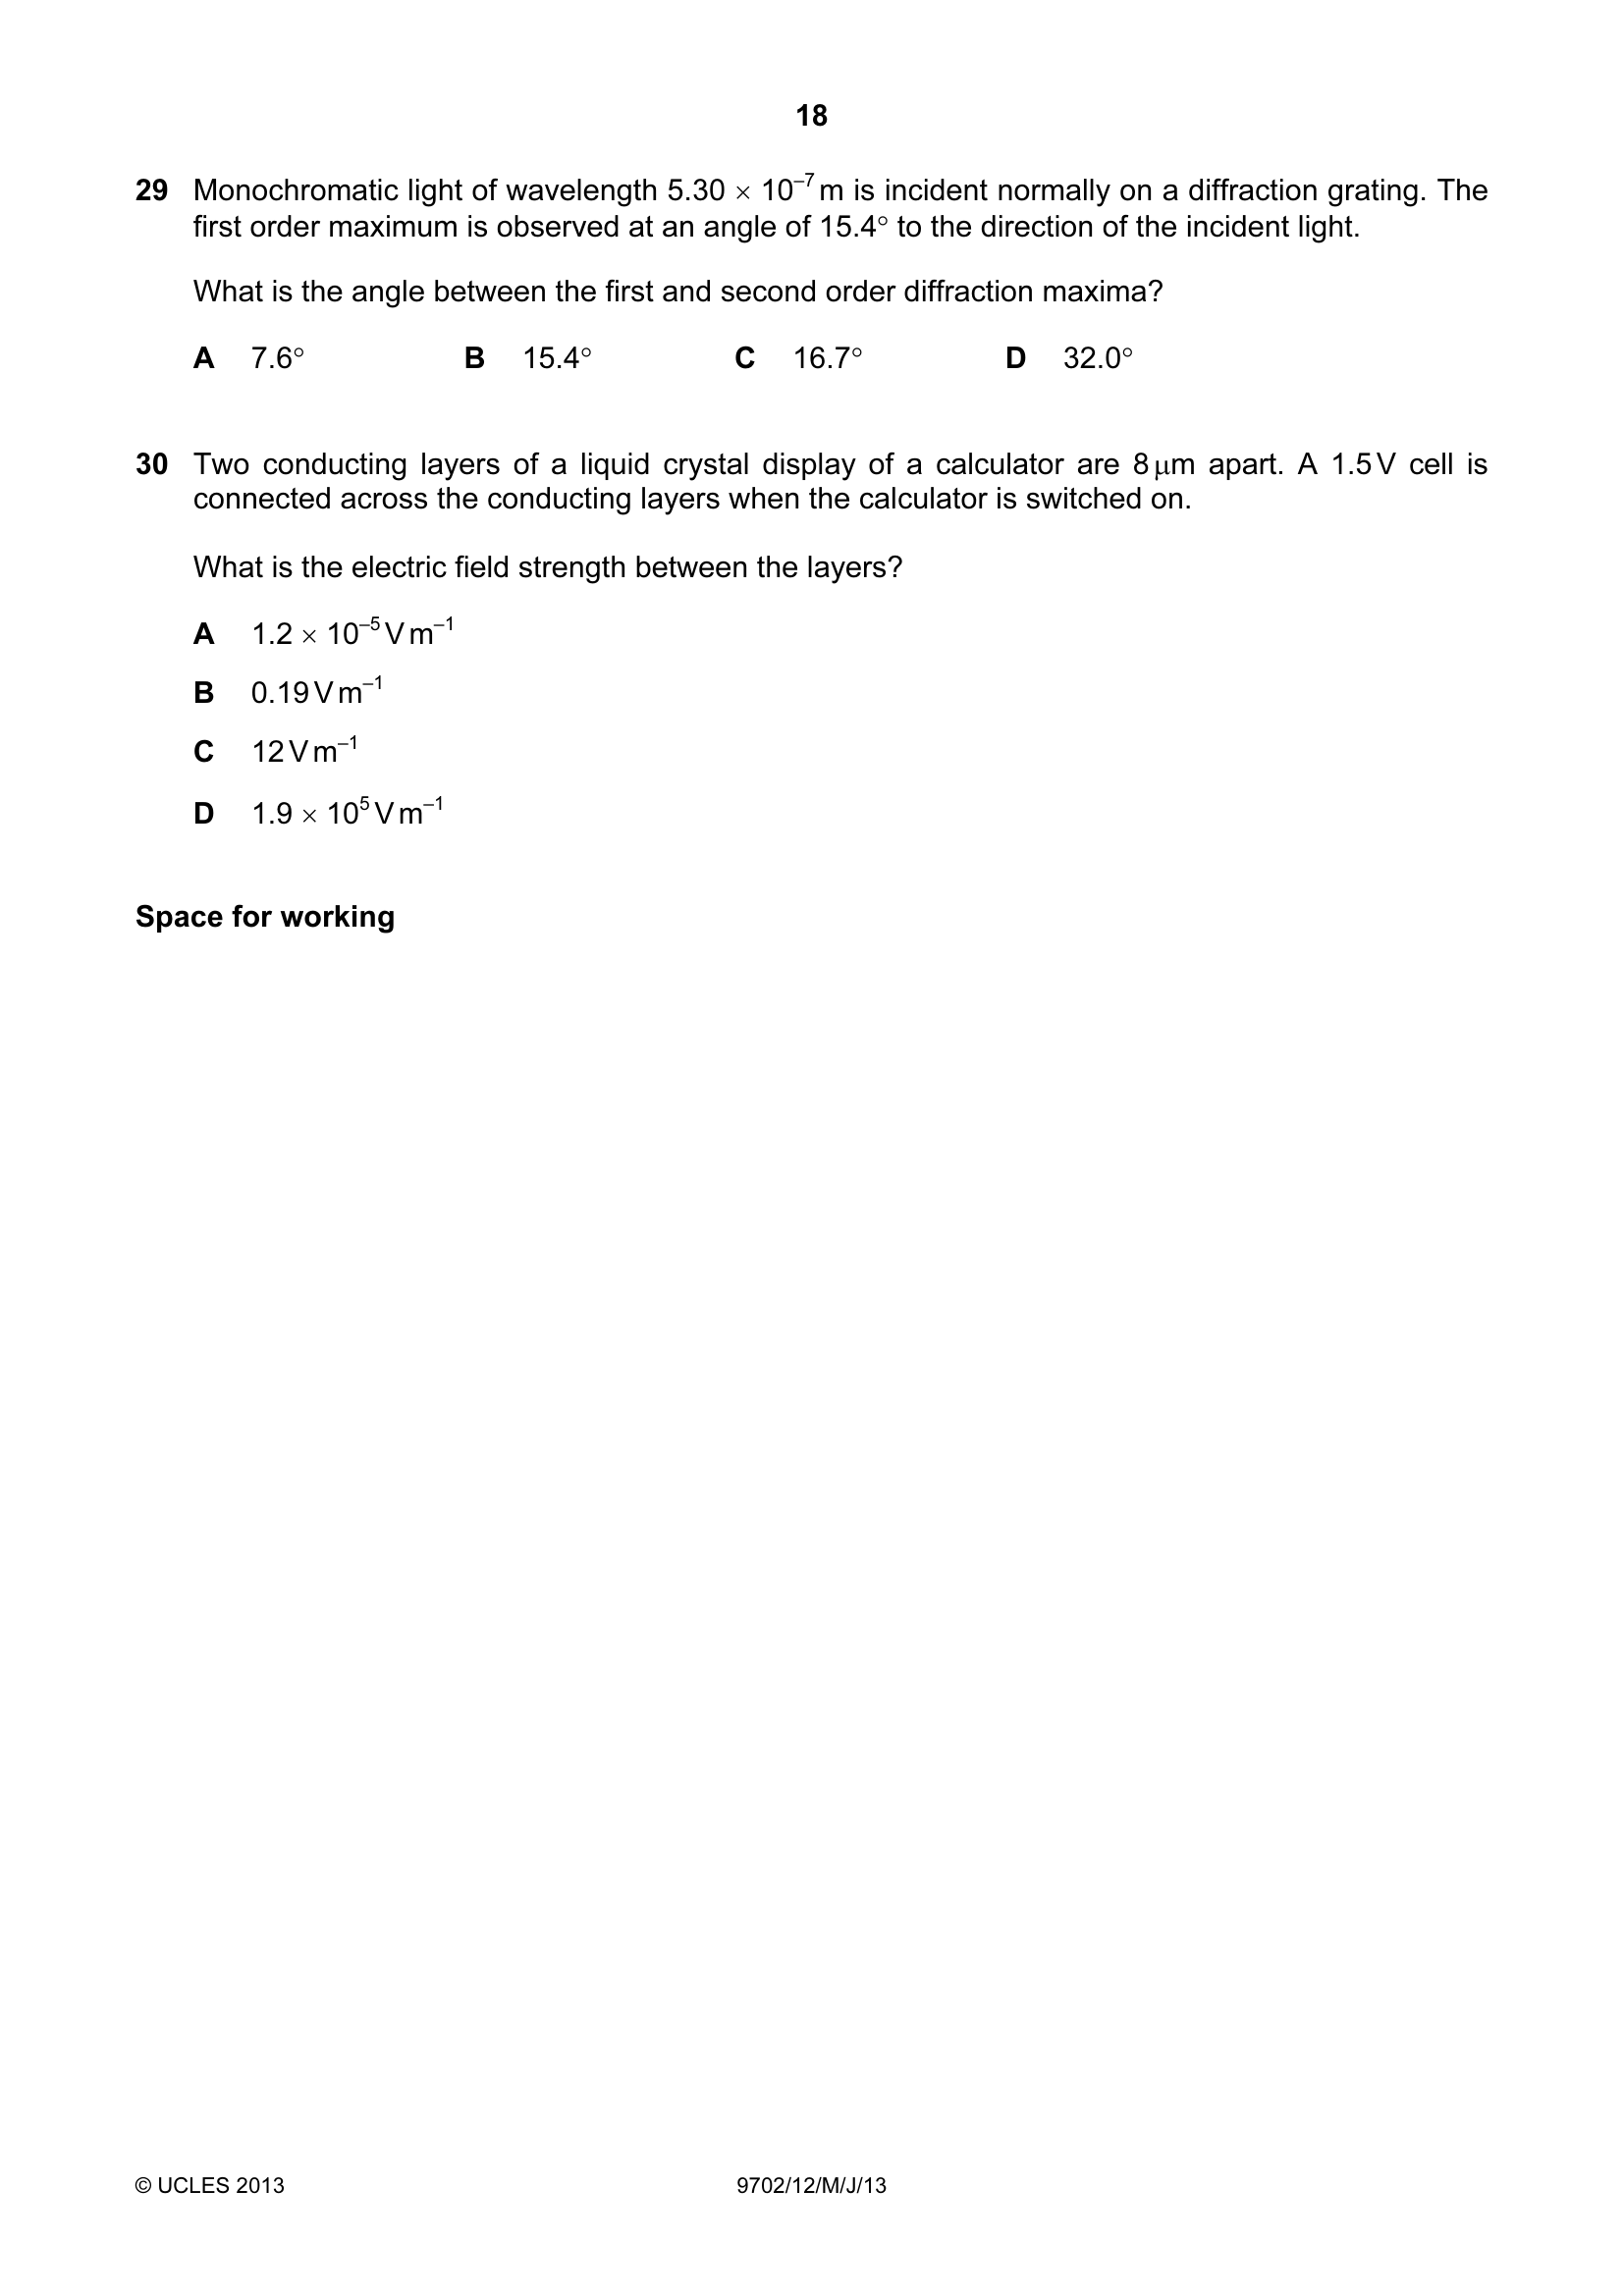 18
29 Monochromatic light of wavelength 5.30 × 10⁻⁷ m is incident normally on a diffraction grating. The
first order maximum is observed at an angle of 15.4° to the direction of the incident light.
What is the angle between the first and second order diffraction maxima?
A 7.6° B 15.4° C 16.7° D 32.0°
30 Two conducting layers of a liquid crystal display of a calculator are 8 μm apart. A 1.5 V cell is
connected across the conducting layers when the calculator is switched on.
What is the electric field strength between the layers?
A 1.2 × 10⁻⁵ V m⁻¹
B 0.19 V m⁻¹
C 12 V m⁻¹
D 1.9 × 10⁵ V m⁻¹
Space for working
© UCLES 2013 9702/12/M/J/13